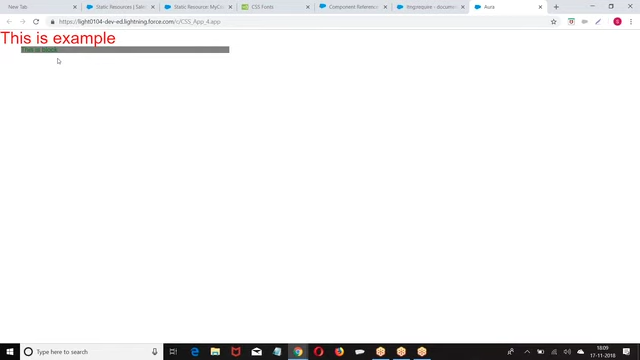 New Tab
Static Resources | Sales
Static Resource: MyCs
CSS Fonts
Component Reference
ltng:require - docume
Aura
https://light0104-dev-ed.lightning.force.com/c/CSS_App_4.app
This is example
This is block
Type here to search
18:09
17-11-2018